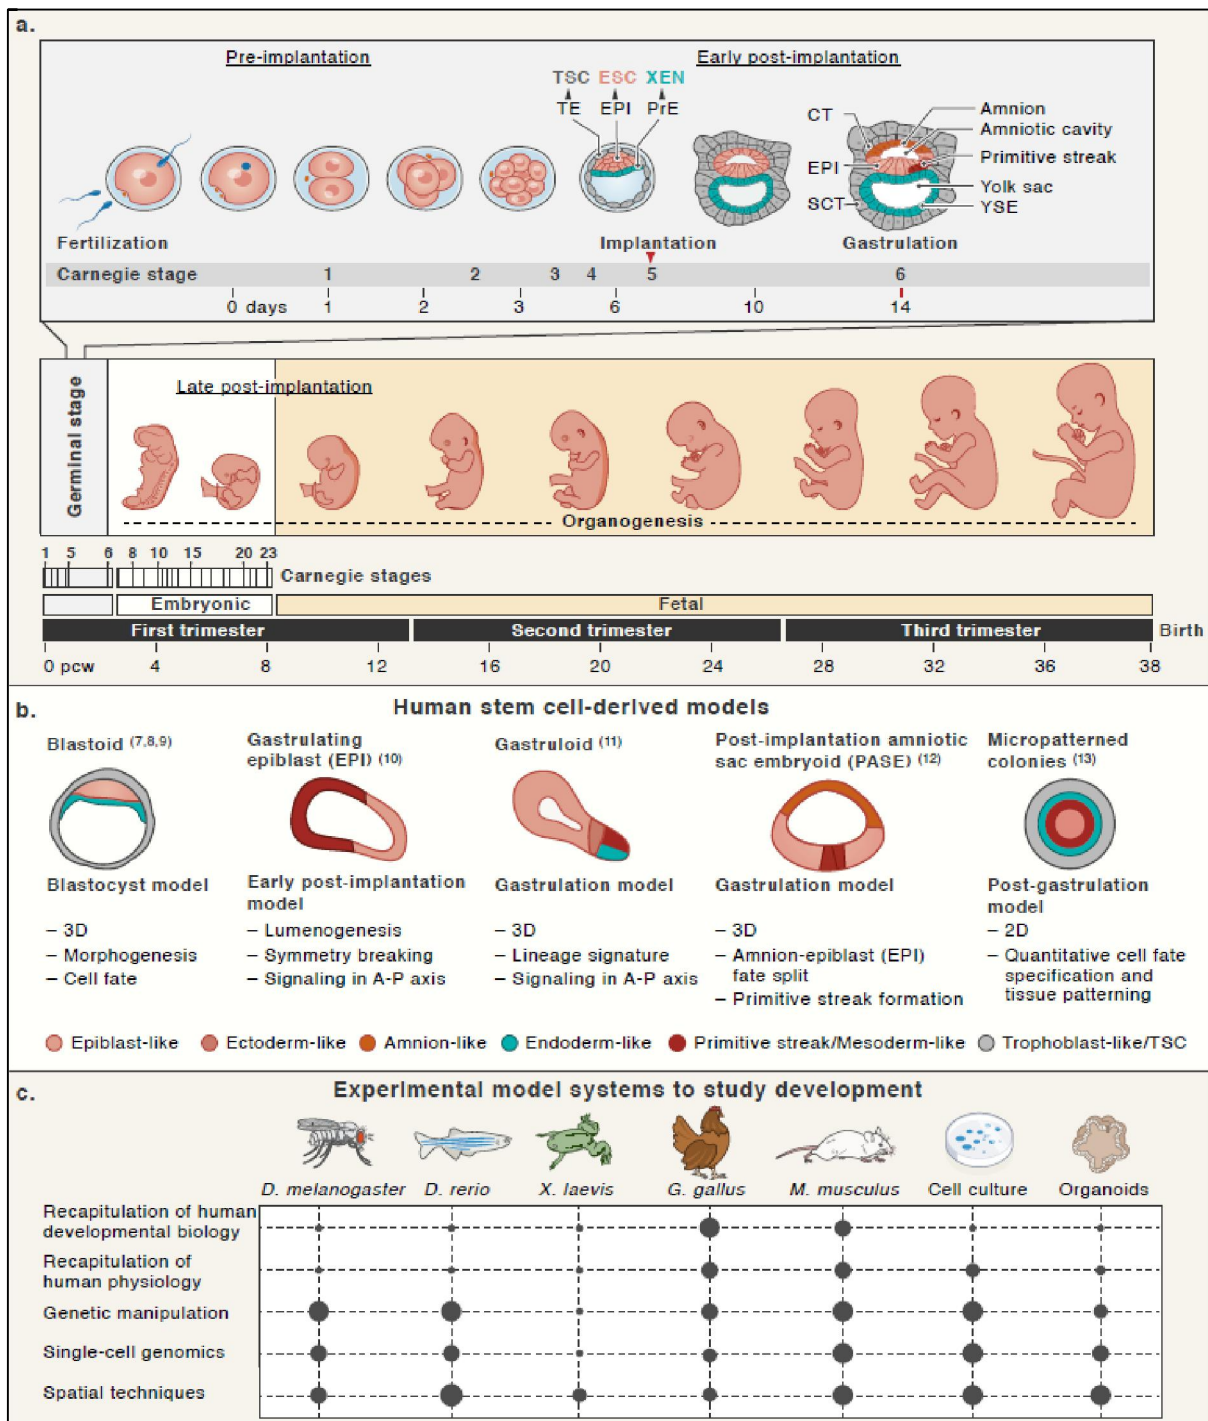 a.
Pre-implantation
Early post-implantation
TSC ESC XEN
TE EPI PrE
CT
Amnion
Amniotic cavity
EPI
Primitive streak
Yolk sac
SCT
YSE
Fertilization
Implantation
Gastrulation
Carnegie stage 1 2 3 4 5 6
0 days 1 2 3 6 10 14
Germinal stage
Late post-implantation
Organogenesis
1 5 6 8 10 15 20 23
Carnegie stages
Embryonic
Fetal
First trimester
Second trimester
Third trimester
Birth
0 pcw 4 8 12 16 20 24 28 32 36 38
b.
Human stem cell-derived models
Blastoid (7,8,9)
Blastocyst model
– 3D
– Morphogenesis
– Cell fate
Gastrulating
epiblast (EPI) (10)
Early post-implantation
model
– Lumenogenesis
– Symmetry breaking
– Signaling in A-P axis
Gastruloid (11)
Gastrulation model
– 3D
– Lineage signature
– Signaling in A-P axis
Post-implantation amniotic
sac embryoid (PASE) (12)
Gastrulation model
– 3D
– Amnion-epiblast (EPI)
fate split
– Primitive streak formation
Micropatterned
colonies (13)
Post-gastrulation
model
– 2D
– Quantitative cell fate
specification and
tissue patterning
Epiblast-like Ectoderm-like Amnion-like Endoderm-like Primitive streak/Mesoderm-like Trophoblast-like/TSC
c.
Experimental model systems to study development
D. melanogaster D. rerio X. laevis G. gallus M. musculus Cell culture Organoids
Recapitulation of human
developmental biology
Recapitulation of
human physiology
Genetic manipulation
Single-cell genomics
Spatial techniques